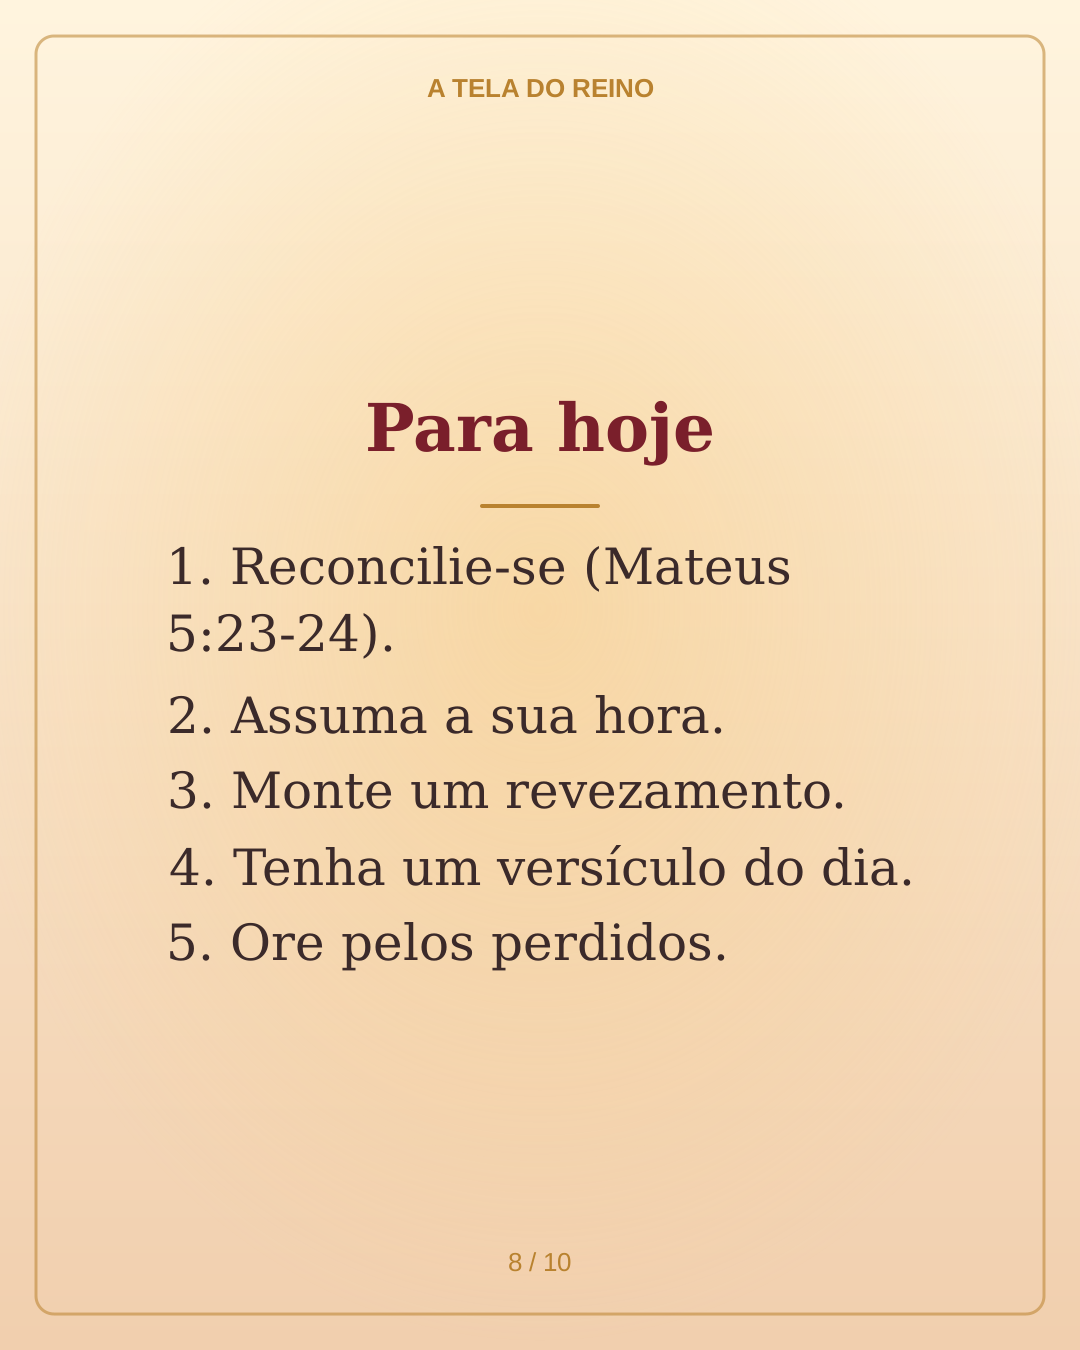 A TELA DO REINO
Para hoje
1. Reconcilie-se (Mateus
5:23-24).
2. Assuma a sua hora.
3. Monte um revezamento.
4. Tenha um versículo do dia.
5. Ore pelos perdidos.
8 / 10